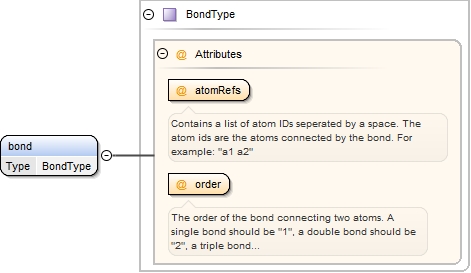 BondType
Attributes
atomRefs
Contains a list of atom IDs seperated by a space. The
atom ids are the atoms connected by the bond. For
example: "a1 a2"
bond
Type BondType
order
The order of the bond connecting two atoms. A
single bond should be "1", a double bond should be
"2", a triple bond...